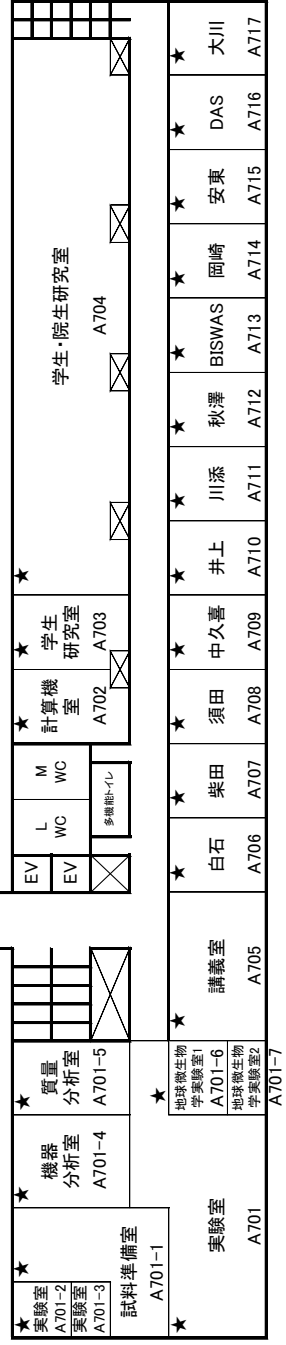 実験室
A701-2
実験室
A701-3
試料準備室
A701-1
機器
分析室
A701-4
質量
分析室
A701-5
EV
EV
L
WC
M
WC
多機能トイレ
計算機
室
A702
学生
研究室
A703
学生・院生研究室
A704
実験室
A701
地球微生物
学実験室1
A701-6
地球微生物
学実験室2
A701-7
講義室
A705
白石
A706
柴田
A707
須田
A708
中久喜
A709
井上
A710
川添
A711
秋澤
A712
BISWAS
A713
岡崎
A714
安東
A715
DAS
A716
大川
A717